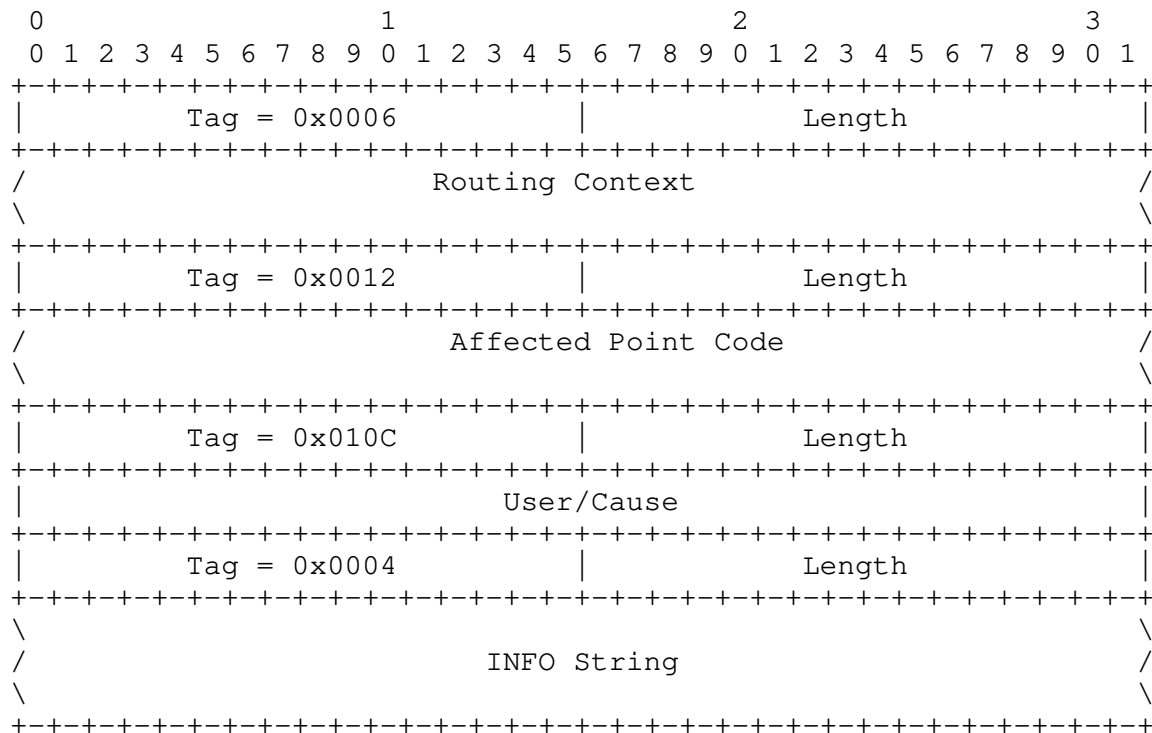 0                   1                   2                   3
 0 1 2 3 4 5 6 7 8 9 0 1 2 3 4 5 6 7 8 9 0 1 2 3 4 5 6 7 8 9 0 1
+-+-+-+-+-+-+-+-+-+-+-+-+-+-+-+-+-+-+-+-+-+-+-+-+-+-+-+-+-+-+-+-+
|         Tag = 0x0006          |            Length             |
+-+-+-+-+-+-+-+-+-+-+-+-+-+-+-+-+-+-+-+-+-+-+-+-+-+-+-+-+-+-+-+-+
/                       Routing Context                         /
\                                                               \
+-+-+-+-+-+-+-+-+-+-+-+-+-+-+-+-+-+-+-+-+-+-+-+-+-+-+-+-+-+-+-+-+
|         Tag = 0x0012          |            Length             |
+-+-+-+-+-+-+-+-+-+-+-+-+-+-+-+-+-+-+-+-+-+-+-+-+-+-+-+-+-+-+-+-+
/                        Affected Point Code                    /
\                                                               \
+-+-+-+-+-+-+-+-+-+-+-+-+-+-+-+-+-+-+-+-+-+-+-+-+-+-+-+-+-+-+-+-+
|         Tag = 0x010C          |            Length             |
+-+-+-+-+-+-+-+-+-+-+-+-+-+-+-+-+-+-+-+-+-+-+-+-+-+-+-+-+-+-+-+-+
|                           User/Cause                          |
+-+-+-+-+-+-+-+-+-+-+-+-+-+-+-+-+-+-+-+-+-+-+-+-+-+-+-+-+-+-+-+-+
|         Tag = 0x0004          |            Length             |
+-+-+-+-+-+-+-+-+-+-+-+-+-+-+-+-+-+-+-+-+-+-+-+-+-+-+-+-+-+-+-+-+
\                                                               \
/                          INFO String                          /
\                                                               \
+-+-+-+-+-+-+-+-+-+-+-+-+-+-+-+-+-+-+-+-+-+-+-+-+-+-+-+-+-+-+-+-+